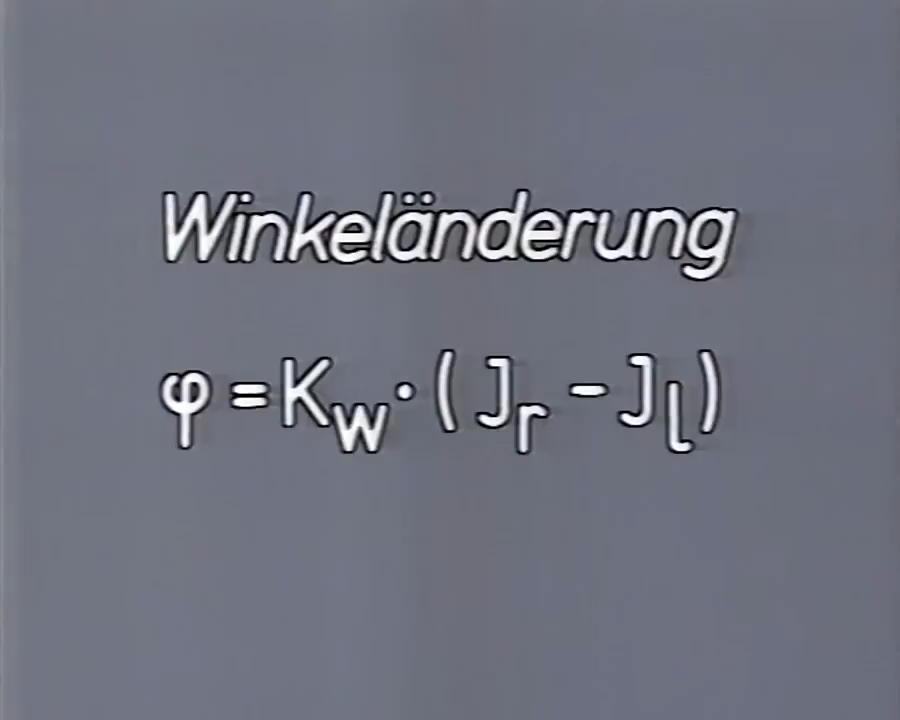 Winkeländerung
φ = K_w · ( J_r − J_l )